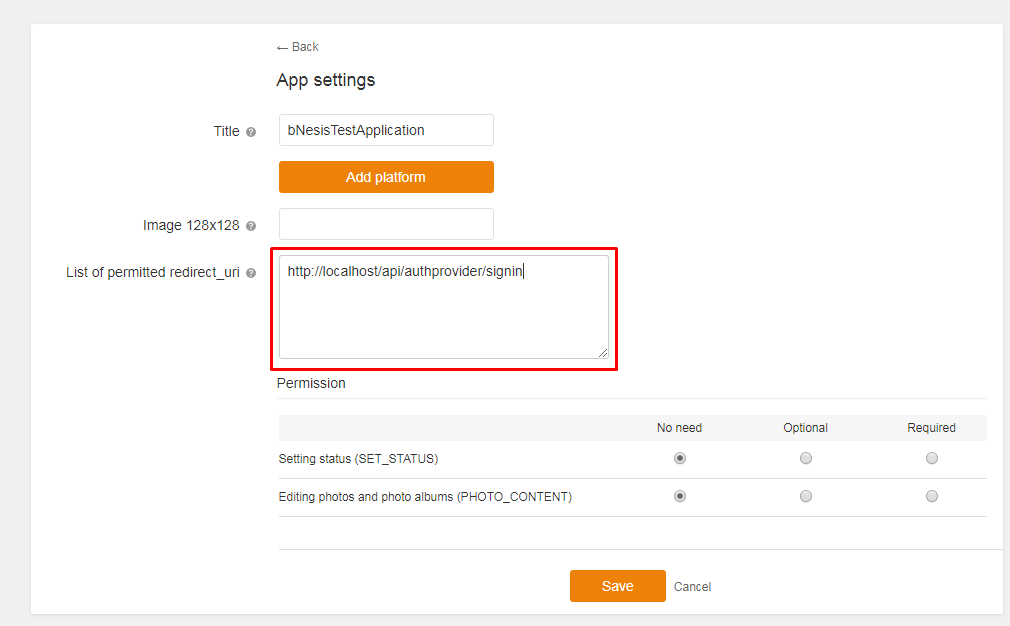 ← Back
App settings
Title
bNesisTestApplication
Add platform
Image 128x128
List of permitted redirect_uri
http://localhost/api/authprovider/signin
Permission
No need Optional Required
Setting status (SET_STATUS)
Editing photos and photo albums (PHOTO_CONTENT)
Save Cancel